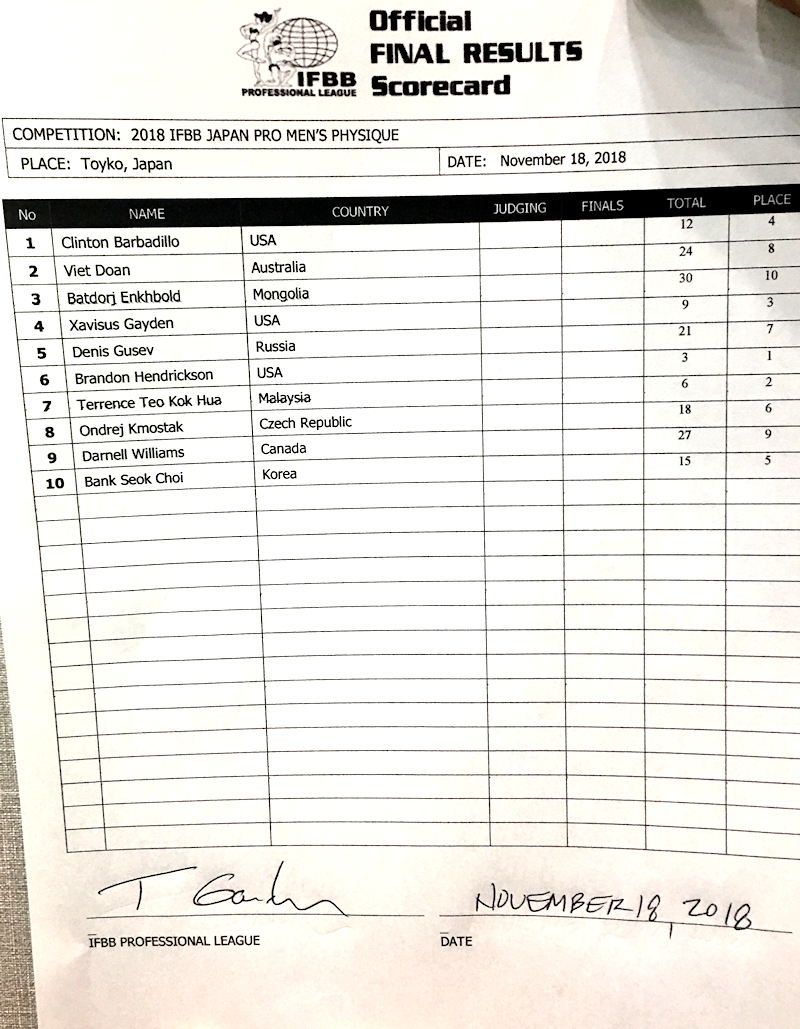 Official
FINAL RESULTS
Scorecard
IFBB
PROFESSIONAL LEAGUE
COMPETITION: 2018 IFBB JAPAN PRO MEN'S PHYSIQUE
PLACE: Toyko, Japan DATE: November 18, 2018
No NAME COUNTRY JUDGING FINALS TOTAL PLACE
1 Clinton Barbadillo USA 12 4
2 Viet Doan Australia 24 8
3 Batdorj Enkhbold Mongolia 30 10
4 Xavisus Gayden USA 9 3
5 Denis Gusev Russia 21 7
6 Brandon Hendrickson USA 3 1
7 Terrence Teo Kok Hua Malaysia 6 2
8 Ondrej Kmostak Czech Republic 18 6
9 Darnell Williams Canada 27 9
10 Bank Seok Choi Korea 15 5
NOVEMBER 18, 2018
IFBB PROFESSIONAL LEAGUE DATE